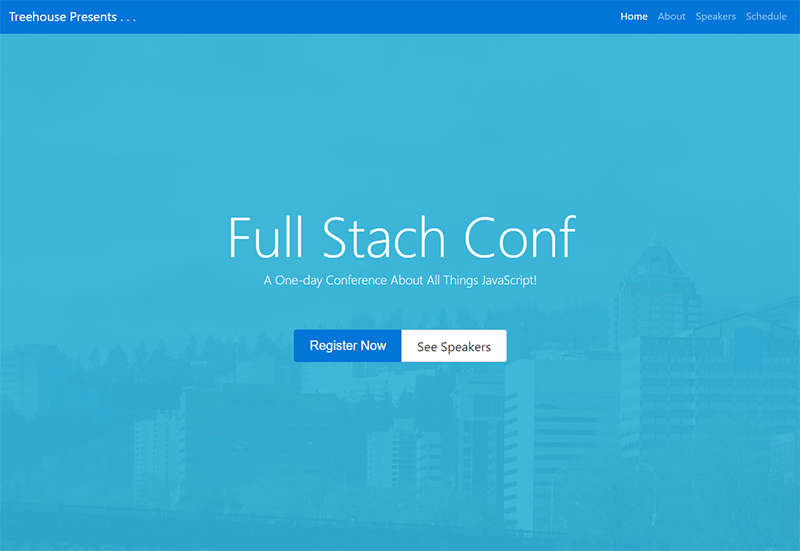 Treehouse Presents . . .
Home About Speakers Schedule
Full Stach Conf
A One-day Conference About All Things JavaScript!
Register Now See Speakers